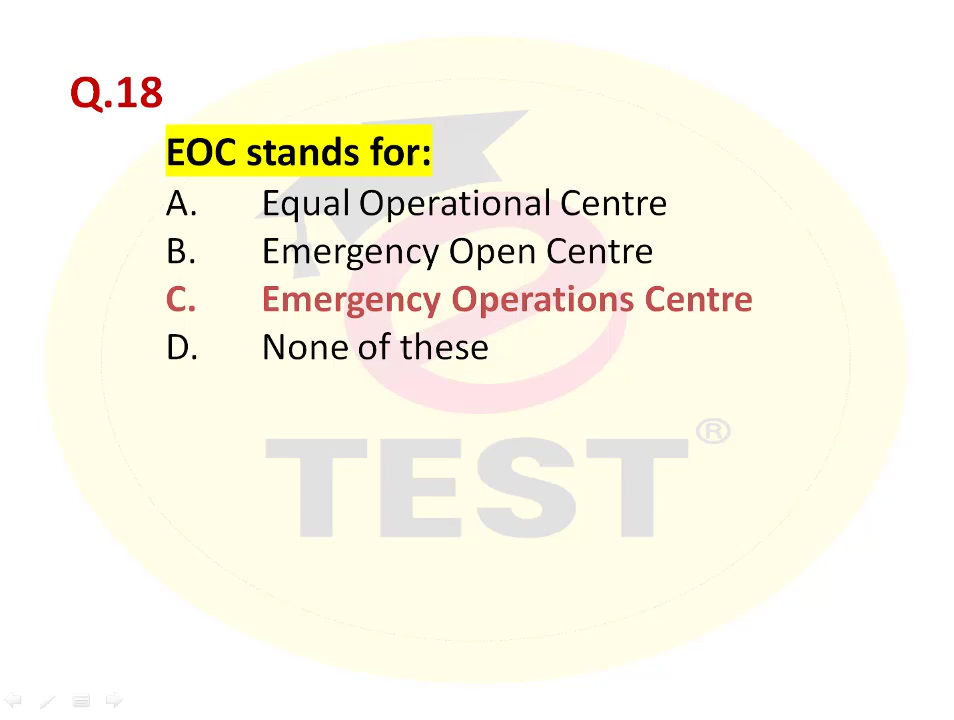 Q.18
EOC stands for:
A. Equal Operational Centre
B. Emergency Open Centre
C. Emergency Operations Centre
D. None of these
e
TEST®